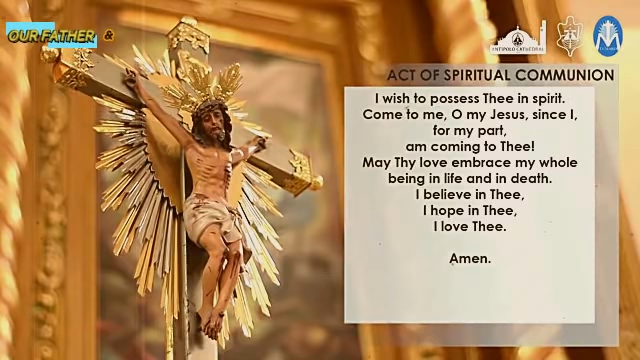 OUR FATHER &
ANTIPOLO CATHEDRAL
ACT OF SPIRITUAL COMMUNION
I wish to possess Thee in spirit.
Come to me, O my Jesus, since I,
for my part,
am coming to Thee!
May Thy love embrace my whole
being in life and in death.
I believe in Thee,
I hope in Thee,
I love Thee.
Amen.